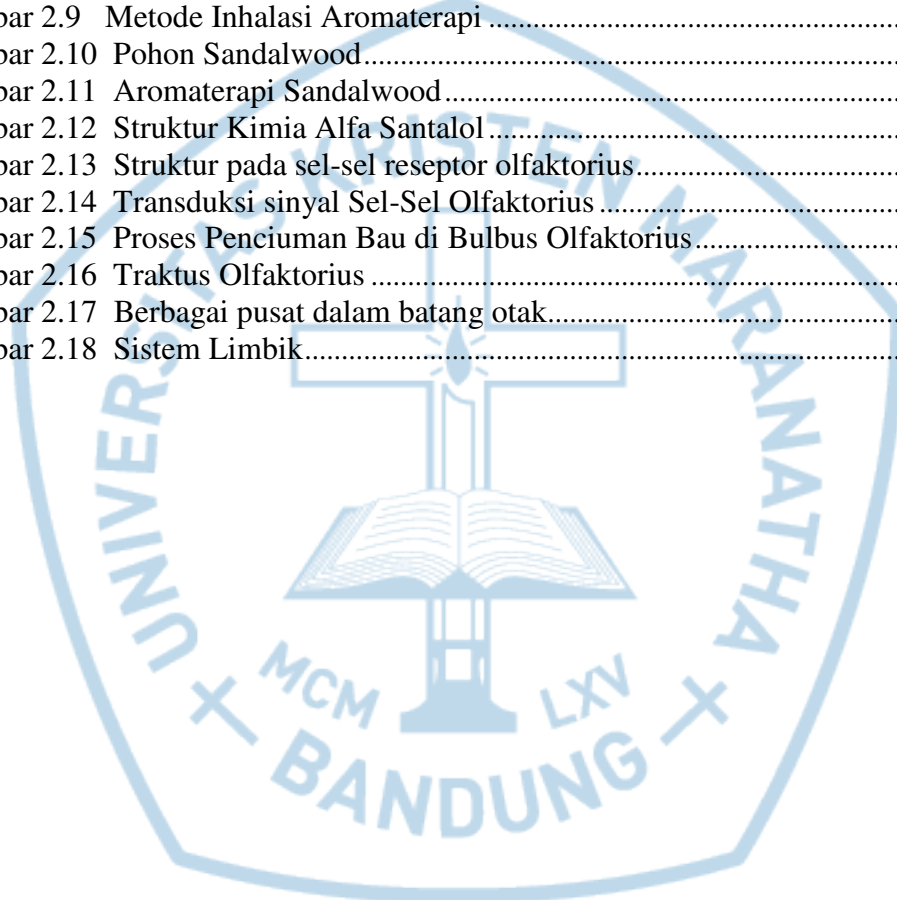 bar 2.9 Metode Inhalasi Aromaterapi ....................................................
bar 2.10 Pohon Sandalwood....................................................................
bar 2.11 Aromaterapi Sandalwood..........................................................
bar 2.12 Struktur Kimia Alfa Santalol ....................................................
bar 2.13 Struktur pada sel-sel reseptor olfaktorius.................................
bar 2.14 Transduksi sinyal Sel-Sel Olfaktorius ......................................
bar 2.15 Proses Penciuman Bau di Bulbus Olfaktorius..........................
bar 2.16 Traktus Olfaktorius ...................................................................
bar 2.17 Berbagai pusat dalam batang otak............................................
bar 2.18 Sistem Limbik...........................................................................
UNIVERSITAS KRISTEN MARANATHA
MCM LXV
BANDUNG